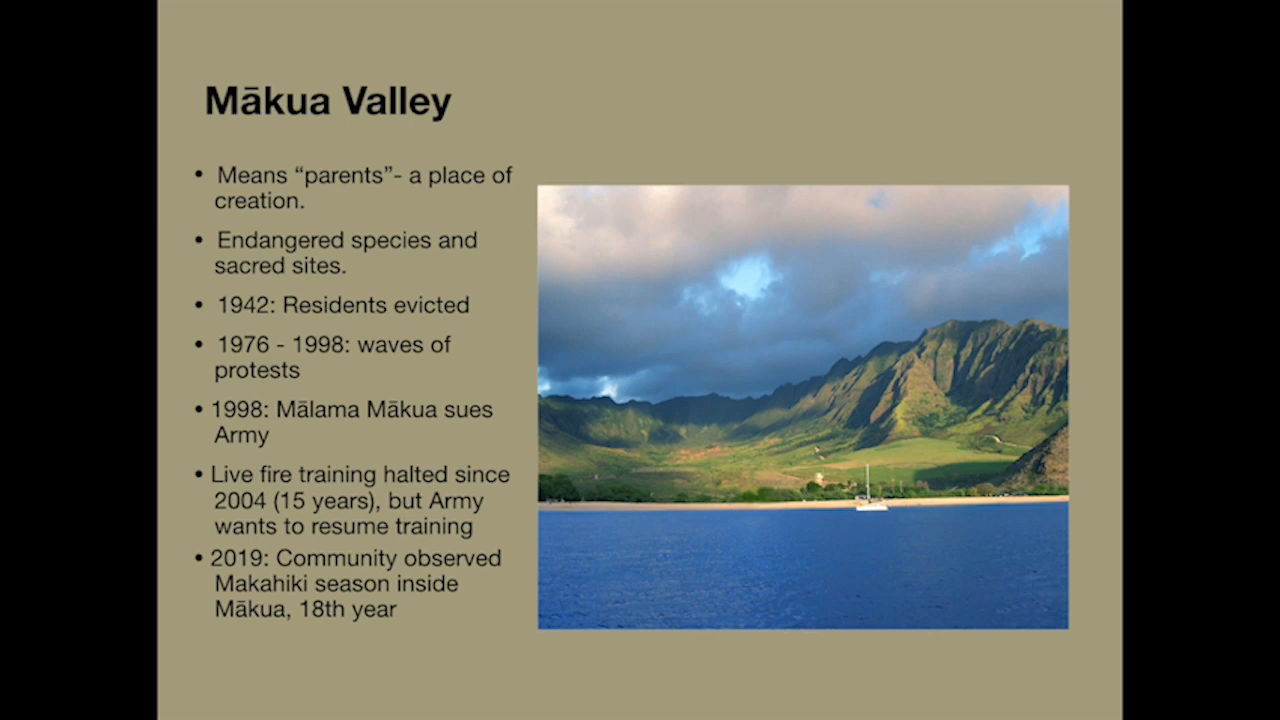 Mākua Valley
• Means “parents”- a place of
creation.
• Endangered species and
sacred sites.
• 1942: Residents evicted
• 1976 - 1998: waves of
protests
• 1998: Mālama Mākua sues
Army
• Live fire training halted since
2004 (15 years), but Army
wants to resume training
• 2019: Community observed
Makahiki season inside
Mākua, 18th year